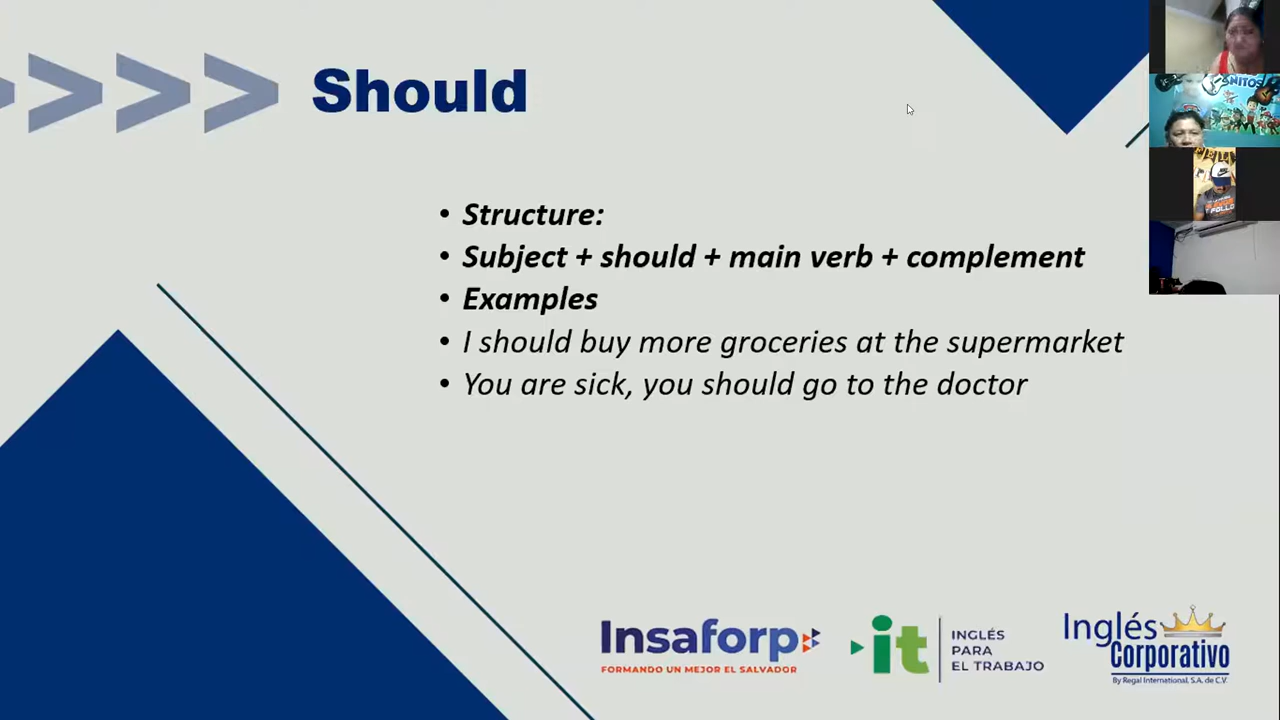 Should
• Structure:
• Subject + should + main verb + complement
• Examples
• I should buy more groceries at the supermarket
• You are sick, you should go to the doctor
Insaforp
FORMANDO UN MEJOR EL SALVADOR
it
INGLÉS
PARA
EL TRABAJO
Inglés
Corporativo
By Regal International, S.A. de C.V.